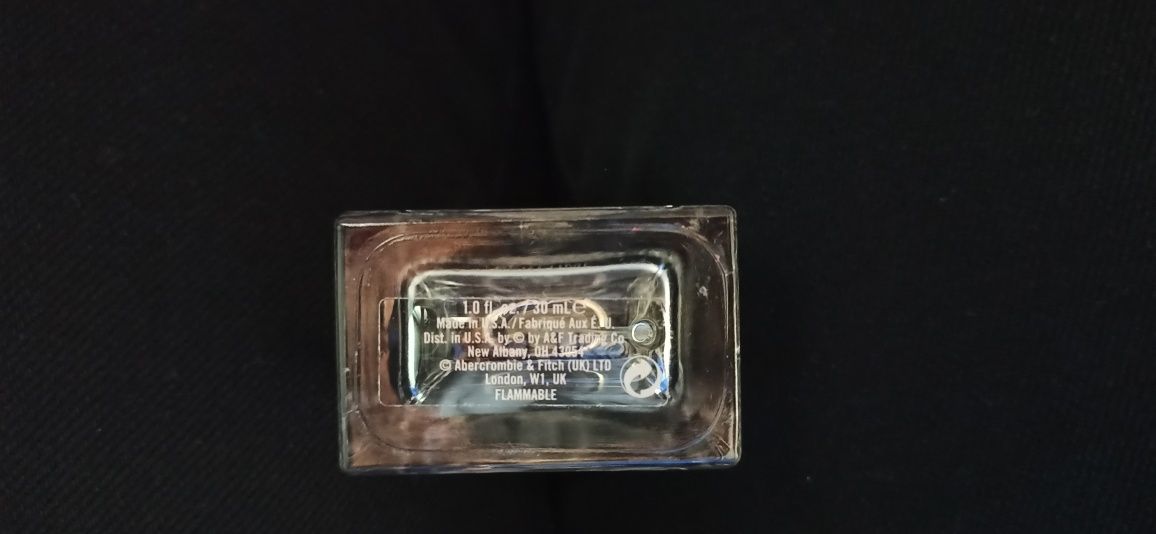 1.0 fl. oz. / 30 mL ℮
Made in U.S.A. / Fabriqué Aux É.-U.
Dist. in U.S.A. by © by A&F Trading Co.
New Albany, OH 43054
© Abercrombie & Fitch (UK) LTD
London, W1, UK
FLAMMABLE